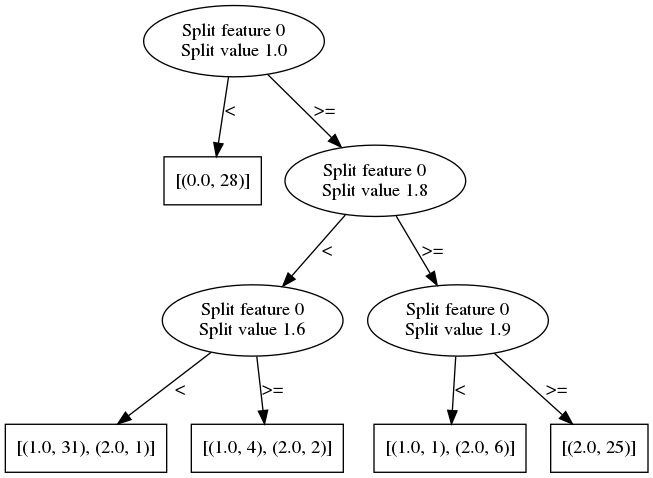 Split feature 0
Split value 1.0
<
>=
[(0.0, 28)]
Split feature 0
Split value 1.8
<
>=
Split feature 0
Split value 1.6
Split feature 0
Split value 1.9
<
>=
<
>=
[(1.0, 31), (2.0, 1)]
[(1.0, 4), (2.0, 2)]
[(1.0, 1), (2.0, 6)]
[(2.0, 25)]